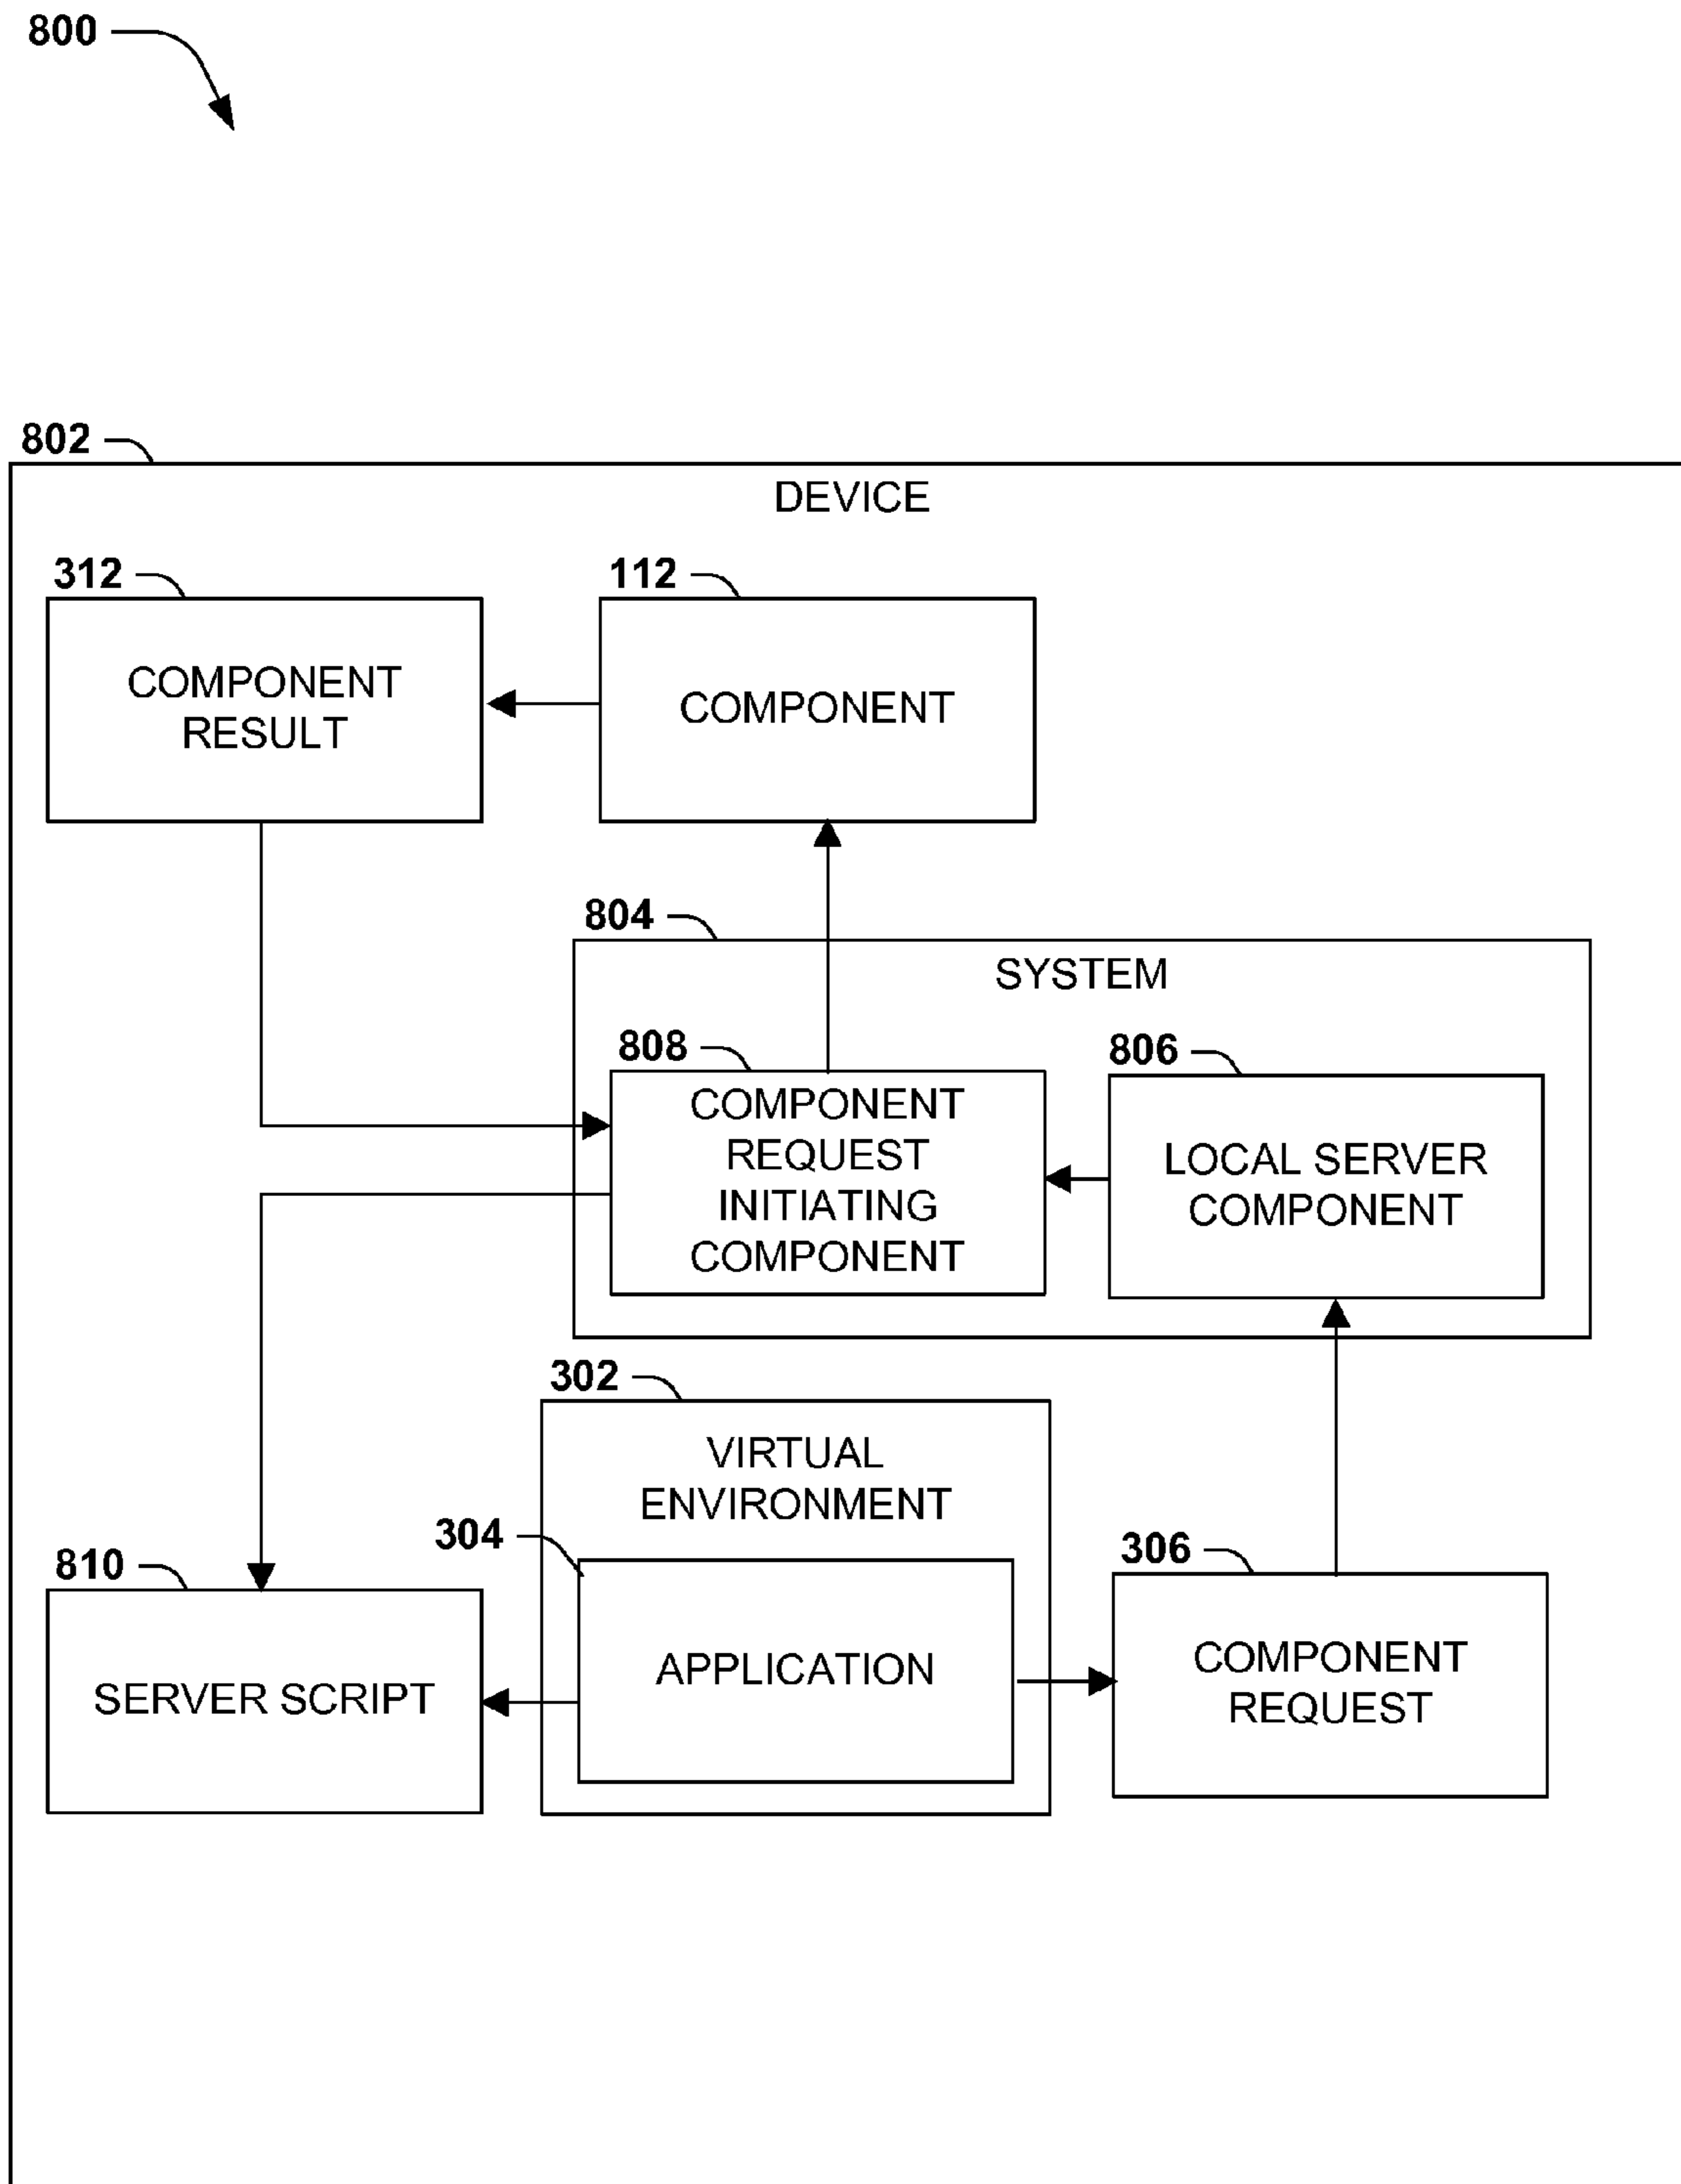 800
802
DEVICE
312
112
COMPONENT
RESULT
COMPONENT
804
SYSTEM
808
806
COMPONENT
REQUEST
INITIATING
COMPONENT
LOCAL SERVER
COMPONENT
302
VIRTUAL
ENVIRONMENT
304
810
306
SERVER SCRIPT
APPLICATION
COMPONENT
REQUEST